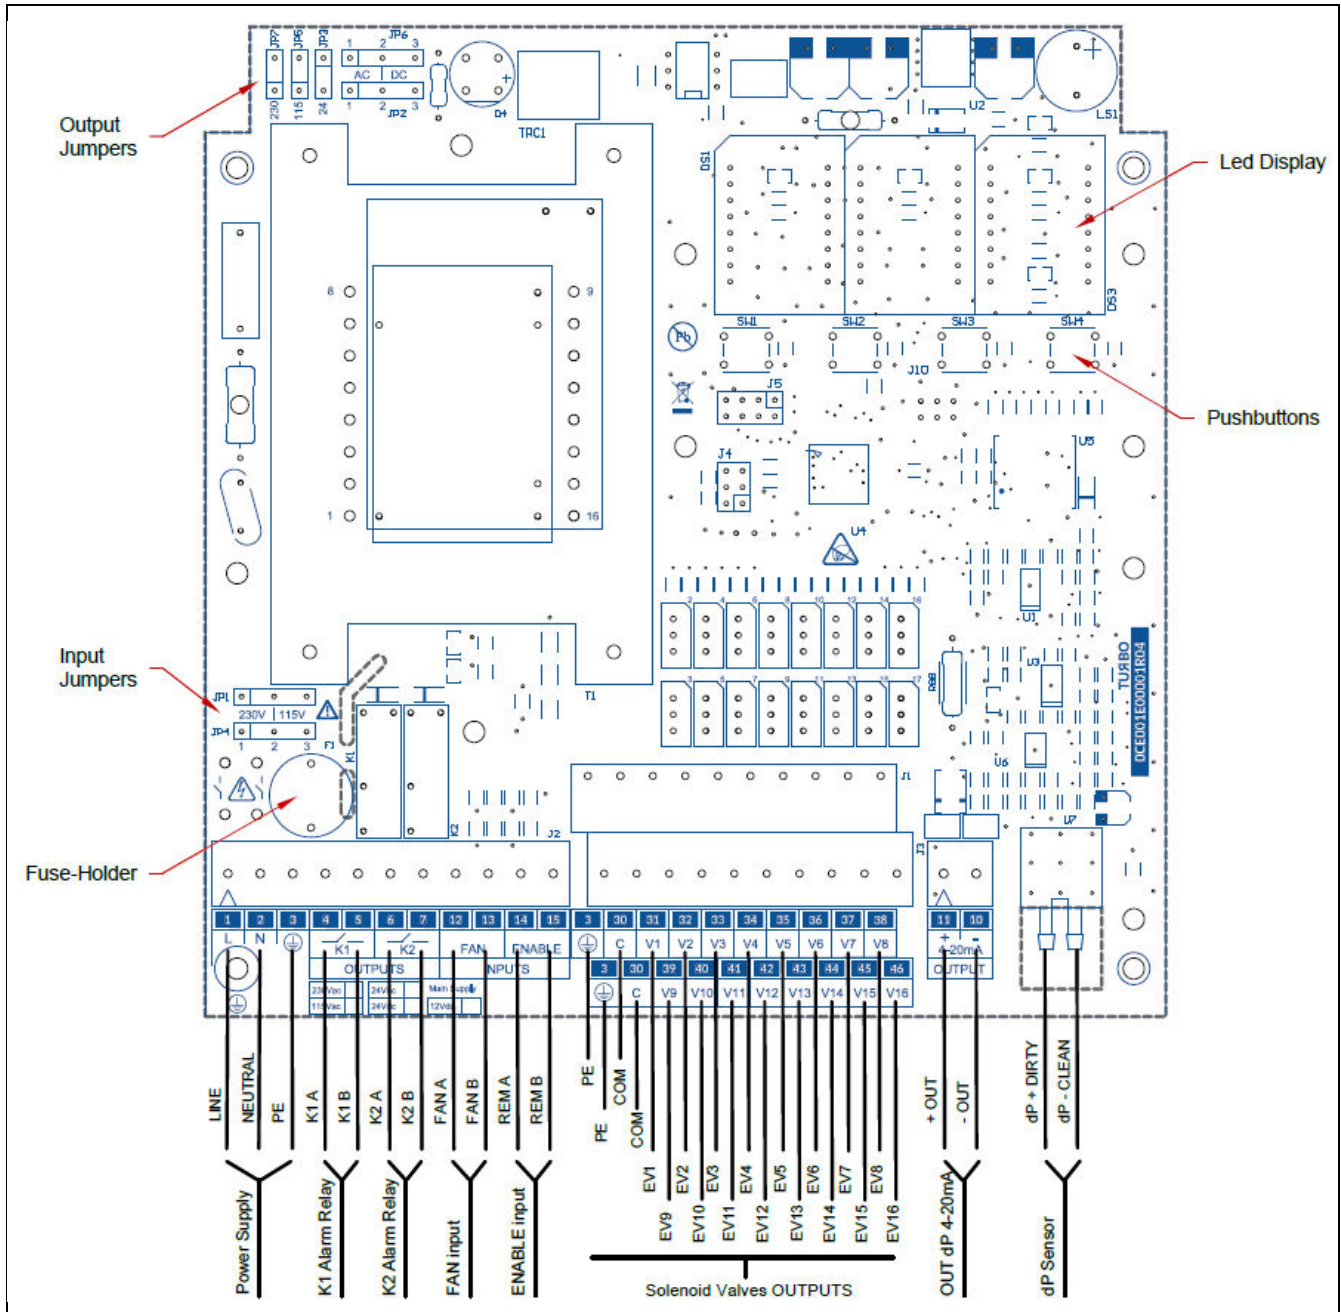 JP7 JP5 JP3 1 JP6 2 3
AC DC
1 2 3
JP2
230 115 24
D4
+
TRC1
U2
+
LS1
Output
Jumpers
DS1
Led Display
DS3
8 9
1 16
Pb
SW1 SW2 SW3 SW4
J10
J5
Pushbuttons
J4
U5
U4
2 4 6 8 10 12 14 16
3 5 7 9 11 13 15 17
U1
U3
R88
U6
U7
TURBO
0CE001E000001R04
Input
Jumpers
JP1
230V 115V
JP4
1 2 3
F1
T1
K1
K2
J2
J1
J3
Fuse-Holder
1 2 3 4 5 6 7 12 13 14 15 3 30 31 32 33 34 35 36 37 38 11 10
L N K1 K2 FAN ENABLE C V1 V2 V3 V4 V5 V6 V7 V8 + -
4-20mA
OUTPUTS INPUTS OUTPUT
3 30 39 40 41 42 43 44 45 46
C V9 V10 V11 V12 V13 V14 V15 V16
230Vac 24Vac Main Supply
115Vac 24Vdc 12Vdc
LINE
NEUTRAL
PE
K1 A
K1 B
K2 A
K2 B
FAN A
FAN B
REM A
REM B
PE
PE
COM
COM
EV1
EV9
EV2
EV10
EV3
EV11
EV4
EV12
EV5
EV13
EV6
EV14
EV7
EV15
EV8
EV16
+ OUT
- OUT
dP + DIRTY
dP - CLEAN
Power Supply
K1 Alarm Relay
K2 Alarm Relay
FAN input
ENABLE input
Solenoid Valves OUTPUTS
OUT dP 4-20mA
dP Sensor